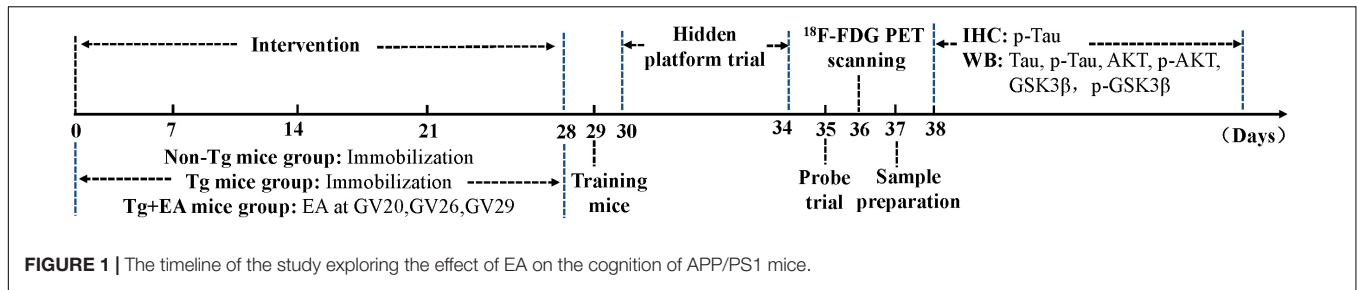 Intervention
Hidden
platform trial
¹⁸F-FDG PET
scanning
IHC: p-Tau
WB: Tau, p-Tau, AKT, p-AKT,
GSK3β, p-GSK3β
0 7 14 21 28 29 30 34 35 36 37 38 (Days)
Non-Tg mice group: Immobilization
Tg mice group: Immobilization
Tg+EA mice group: EA at GV20,GV26,GV29
Training
mice
Probe
trial
Sample
preparation
FIGURE 1 | The timeline of the study exploring the effect of EA on the cognition of APP/PS1 mice.